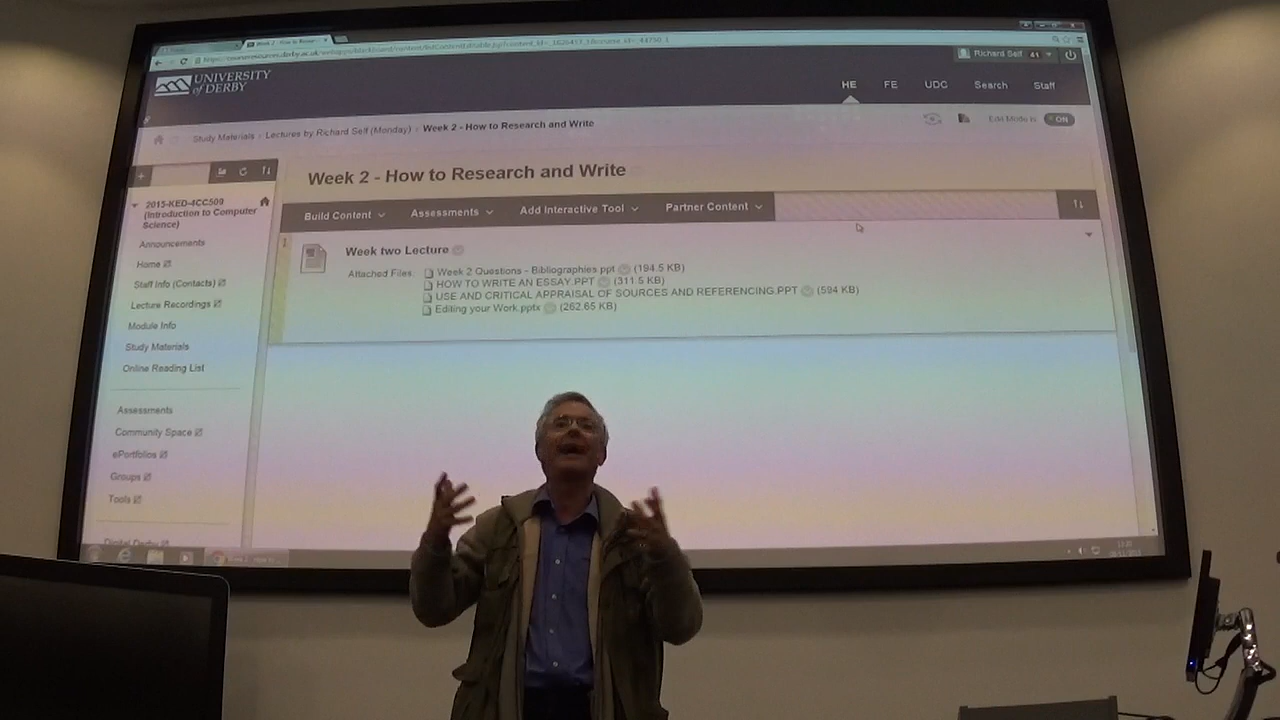 Richard Self 41
UNIVERSITY
of DERBY
HE FE UDC Search Staff
Study Materials Lectures by Richard Self (Monday) Week 2 - How to Research and Write
Edit Mode is: ON
Week 2 - How to Research and Write
2015-KED-4CC509
(Introduction to Computer
Science)
Announcements
Home
Staff Info (Contacts)
Lecture Recordings
Module Info
Study Materials
Online Reading List
Assessments
Community Space
ePortfolios
Groups
Tools
Digital Derby
Build Content Assessments Add Interactive Tool Partner Content
Week two Lecture
Attached Files: Week 2 Questions - Bibliographies.ppt (194.5 KB)
HOW TO WRITE AN ESSAY.PPT (311.5 KB)
USE AND CRITICAL APPRAISAL OF SOURCES AND REFERENCING.PPT (594 KB)
Editing your Work.pptx (262.65 KB)